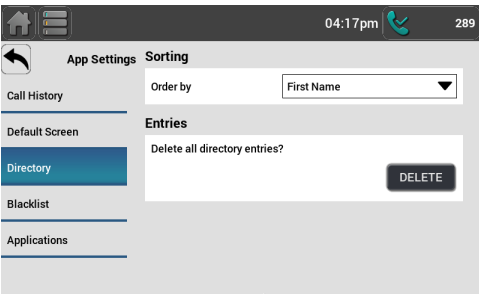 04:17pm 289
App Settings
Call History
Default Screen
Directory
Blacklist
Applications
Sorting
Order by First Name
Entries
Delete all directory entries?
DELETE